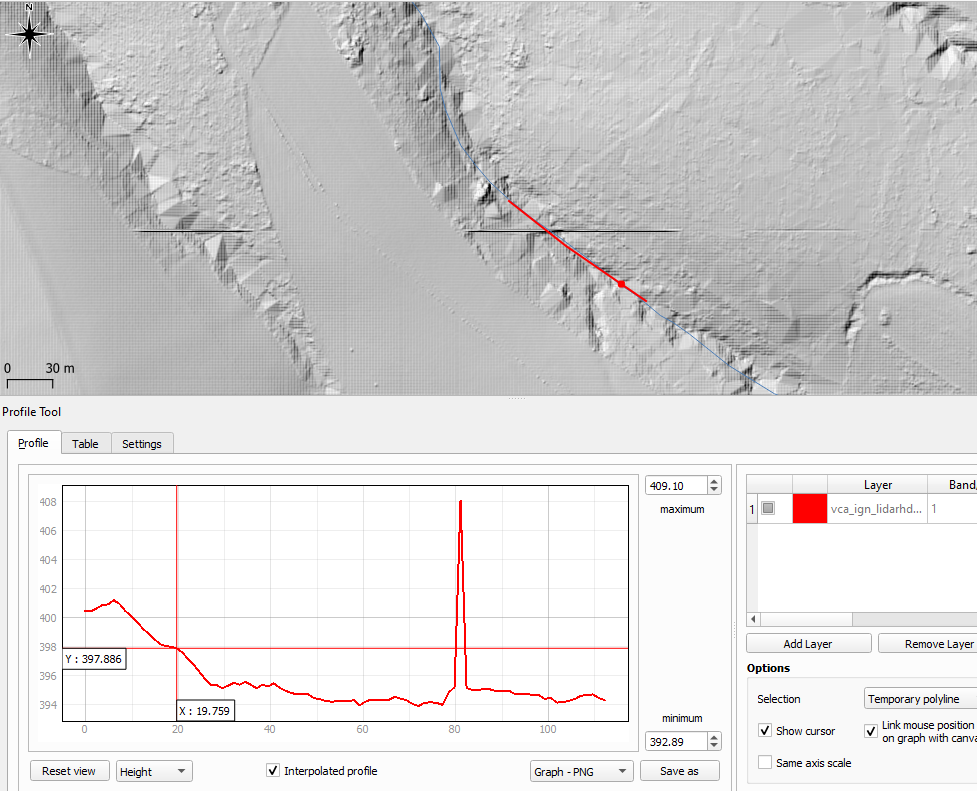 N
0 30 m
Profile Tool
Profile Table Settings
408
406
404
402
400
398
396
394
Y : 397.886
X : 19.759
0 20 40 60 80 100
409.10
maximum
minimum
392.89
Layer Band,
1 vca_ign_lidarhd... 1
Add Layer Remove Layer
Options
Selection Temporary polyline
Show cursor
Link mouse position
on graph with canva
Same axis scale
Reset view Height Interpolated profile Graph - PNG Save as